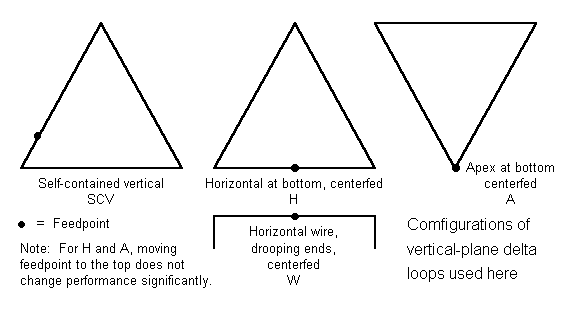 Self-contained vertical
SCV
Horizontal at bottom, centerfed
H
Apex at bottom
centerfed
A
= Feedpoint
Note: For H and A, moving
feedpoint to the top does not
change performance significantly.
Horizontal wire,
drooping ends,
centerfed
W
Comfigurations of
vertical-plane delta
loops used here